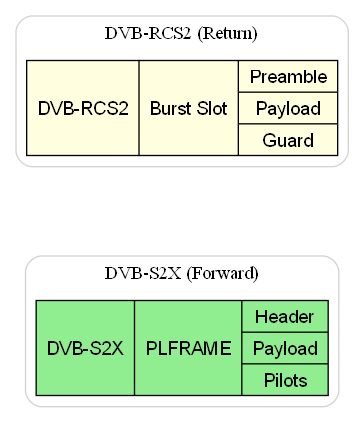 DVB-RCS2 (Return)
DVB-RCS2
Burst Slot
Preamble
Payload
Guard
DVB-S2X (Forward)
DVB-S2X
PLFRAME
Header
Payload
Pilots